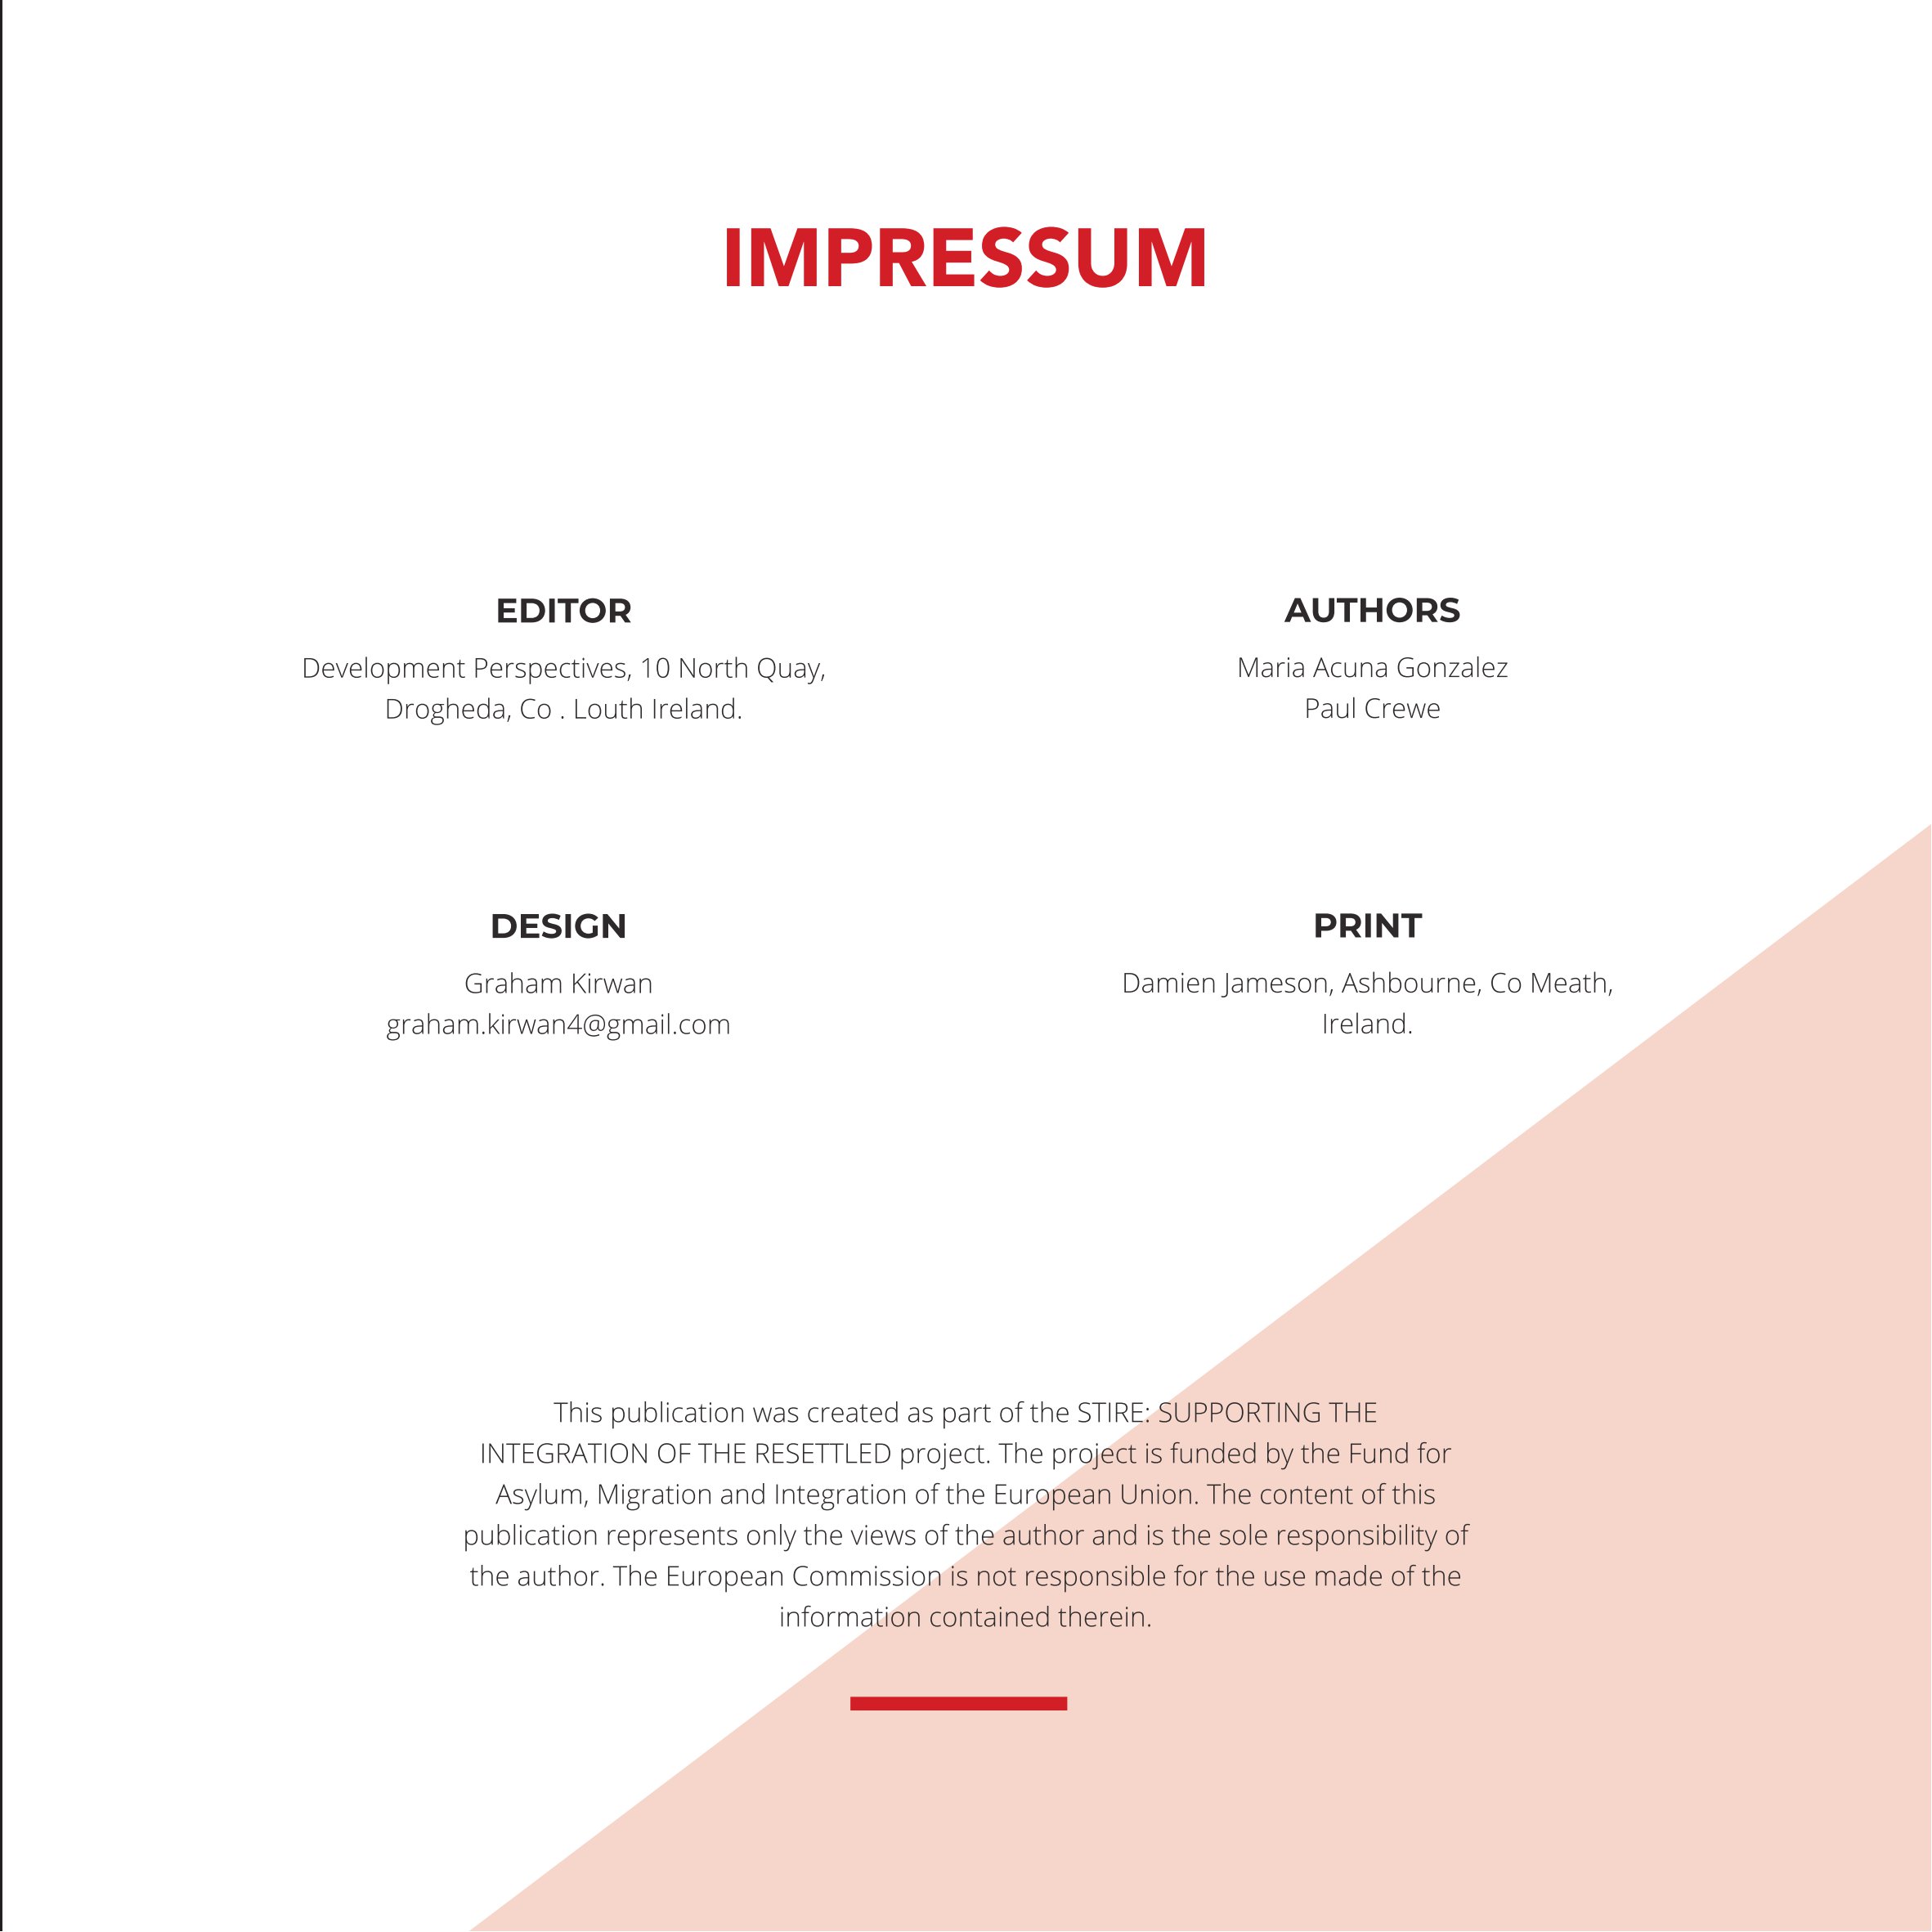 IMPRESSUM
EDITOR
Development Perspectives, 10 North Quay,
Drogheda, Co . Louth Ireland.
AUTHORS
Maria Acuna Gonzalez
Paul Crewe
DESIGN
Graham Kirwan
graham.kirwan4@gmail.com
PRINT
Damien Jameson, Ashbourne, Co Meath,
Ireland.
This publication was created as part of the STIRE: SUPPORTING THE
INTEGRATION OF THE RESETTLED project. The project is funded by the Fund for
Asylum, Migration and Integration of the European Union. The content of this
publication represents only the views of the author and is the sole responsibility of
the author. The European Commission is not responsible for the use made of the
information contained therein.